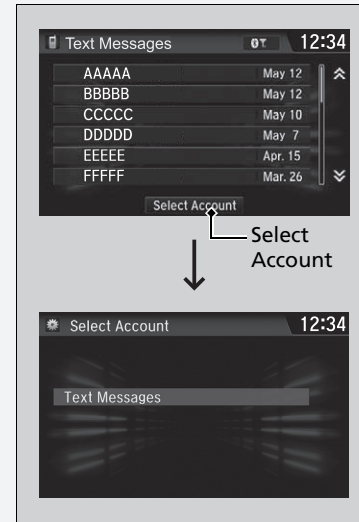 Text Messages 12:34
AAAAA May 12
BBBBB May 12
CCCCC May 10
DDDDD May 7
EEEEE Apr. 15
FFFFF Mar. 26
Select Account
Select
Account
Select Account 12:34
Text Messages